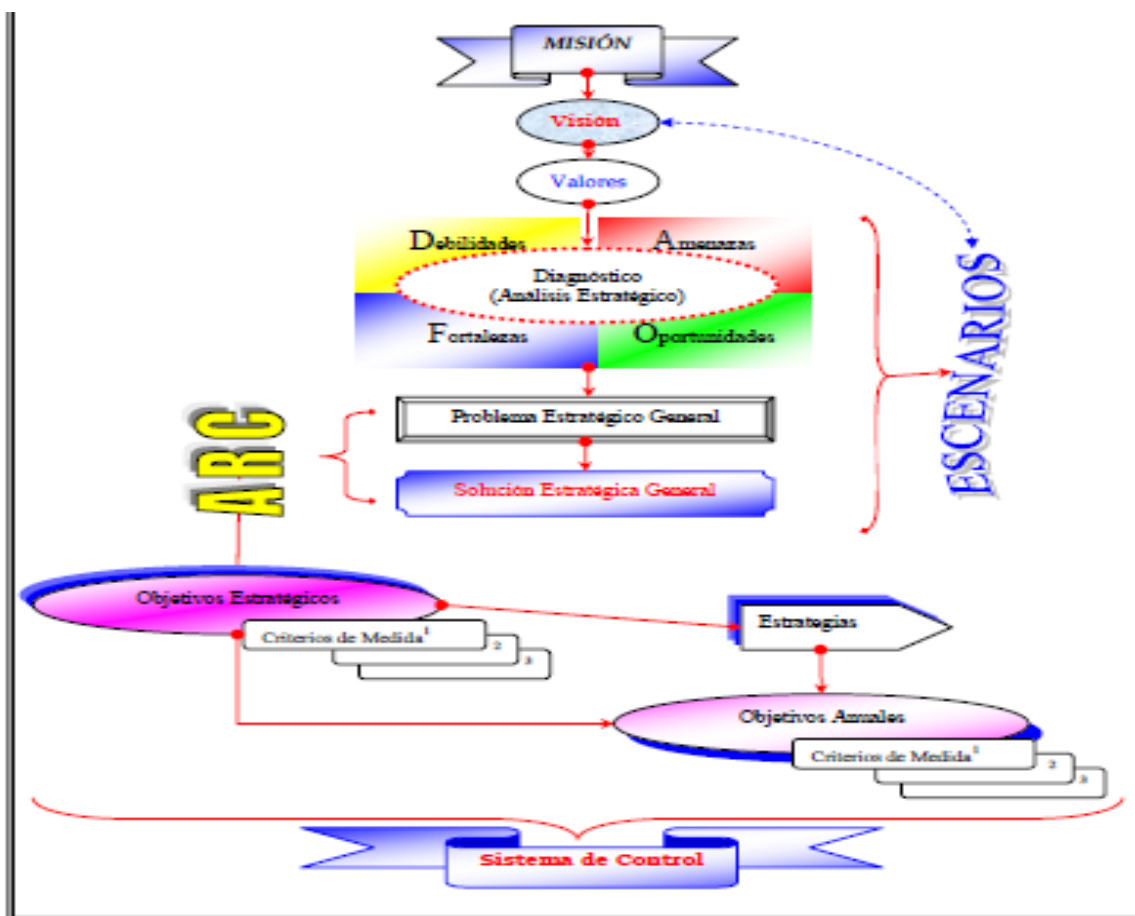 MISIÓN
Visión
Valores
Debilidades
Amenazas
Diagnóstico
(Análisis Estratégico)
Fortalezas
Oportunidades
ESCENARIOS
Problema Estratégico General
Solución Estratégica General
ARC
Objetivos Estratégicos
Criterios de Medida1
2
3
Estrategias
Objetivos Anuales
Criterios de Medida1
2
3
Sistema de Control